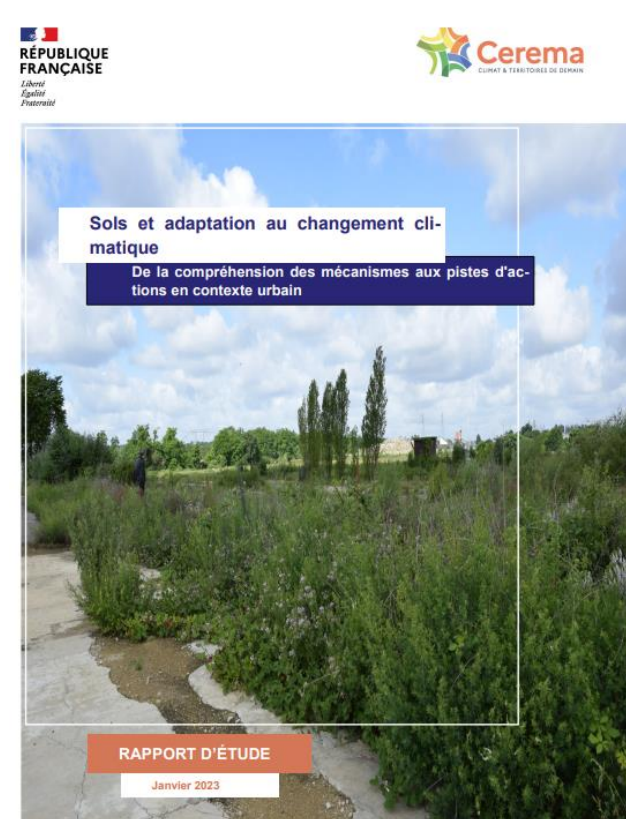 RÉPUBLIQUE
FRANÇAISE
Liberté
Égalité
Fraternité
Cerema
CLIMAT & TERRITOIRES DE DEMAIN
Sols et adaptation au changement cli-
matique
De la compréhension des mécanismes aux pistes d'ac-
tions en contexte urbain
RAPPORT D'ÉTUDE
Janvier 2023